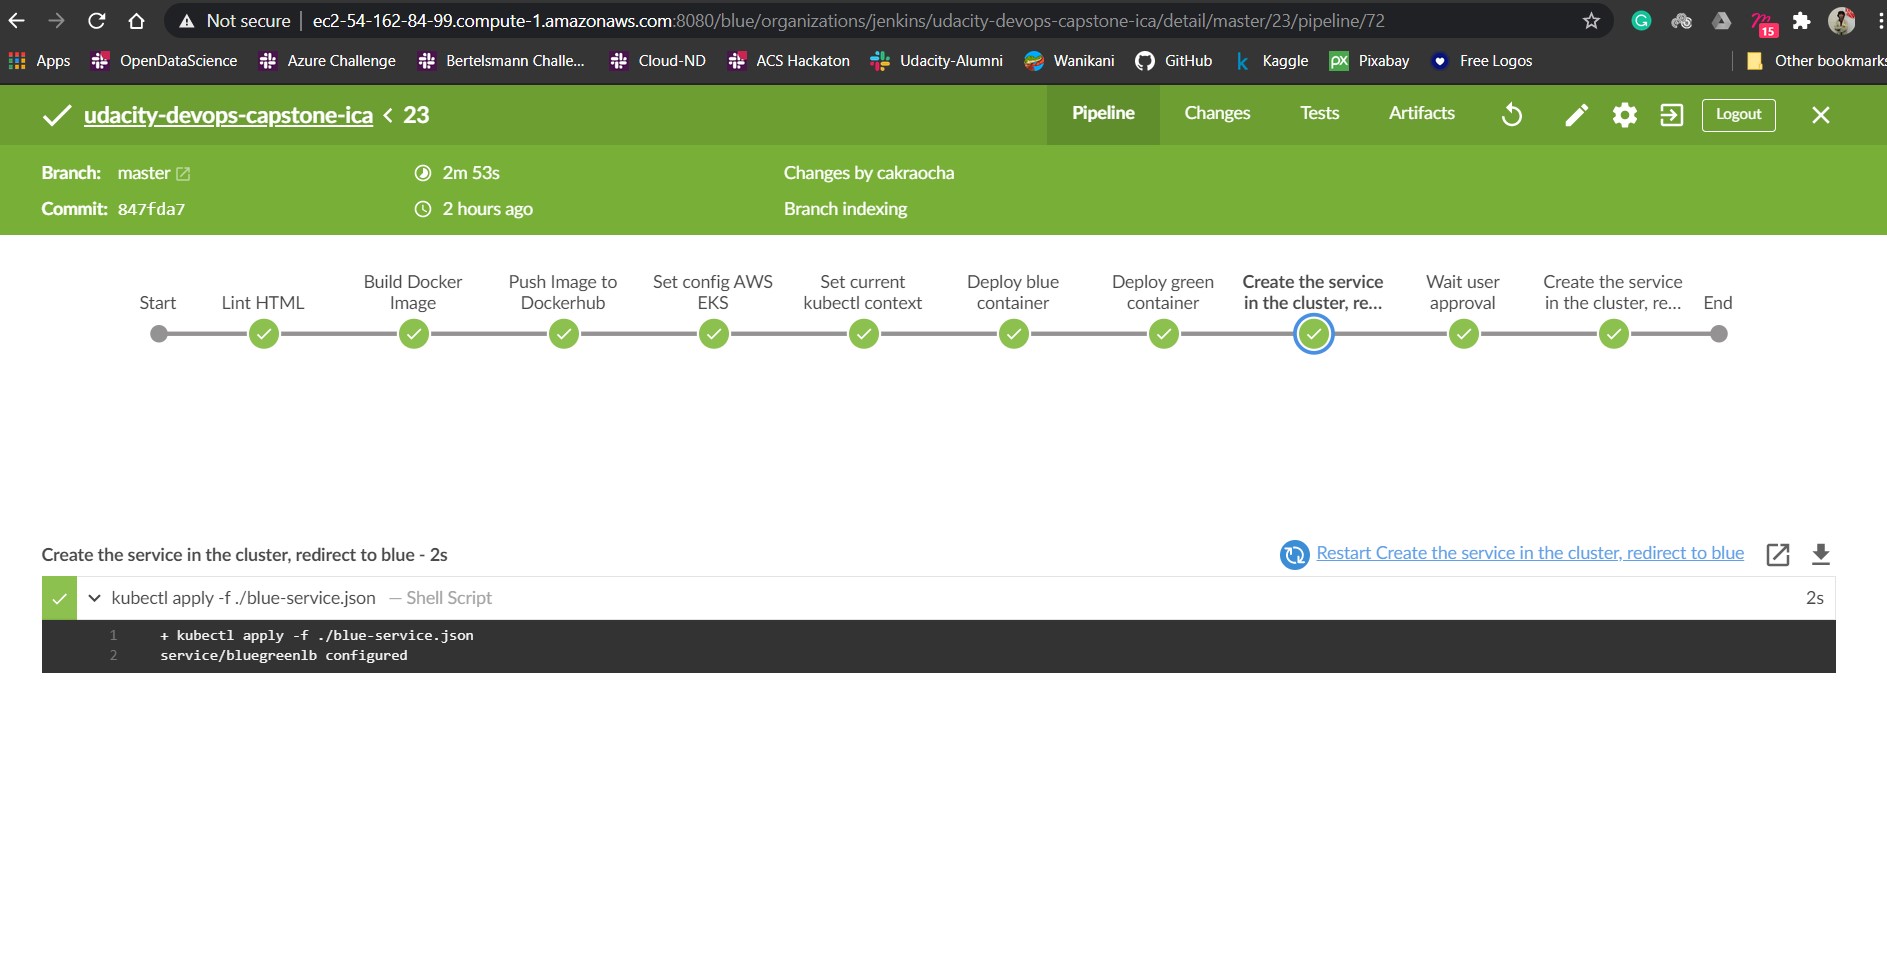 Not secure | ec2-54-162-84-99.compute-1.amazonaws.com:8080/blue/organizations/jenkins/udacity-devops-capstone-ica/detail/master/23/pipeline/72
15
Apps OpenDataScience Azure Challenge Bertelsmann Challe... Cloud-ND ACS Hackaton Udacity-Alumni Wanikani GitHub Kaggle Pixabay Free Logos Other bookmarks
udacity-devops-capstone-ica < 23 Pipeline Changes Tests Artifacts Logout
Branch: master 2m 53s Changes by cakraocha
Commit: 847fda7 2 hours ago Branch indexing
Start
Lint HTML
Build Docker
Image
Push Image to
Dockerhub
Set config AWS
EKS
Set current
kubectl context
Deploy blue
container
Deploy green
container
Create the service
in the cluster, re...
Wait user
approval
Create the service
in the cluster, re...
End
Create the service in the cluster, redirect to blue - 2s Restart Create the service in the cluster, redirect to blue
kubectl apply -f ./blue-service.json — Shell Script 2s
1 + kubectl apply -f ./blue-service.json
2 service/bluegreenlb configured